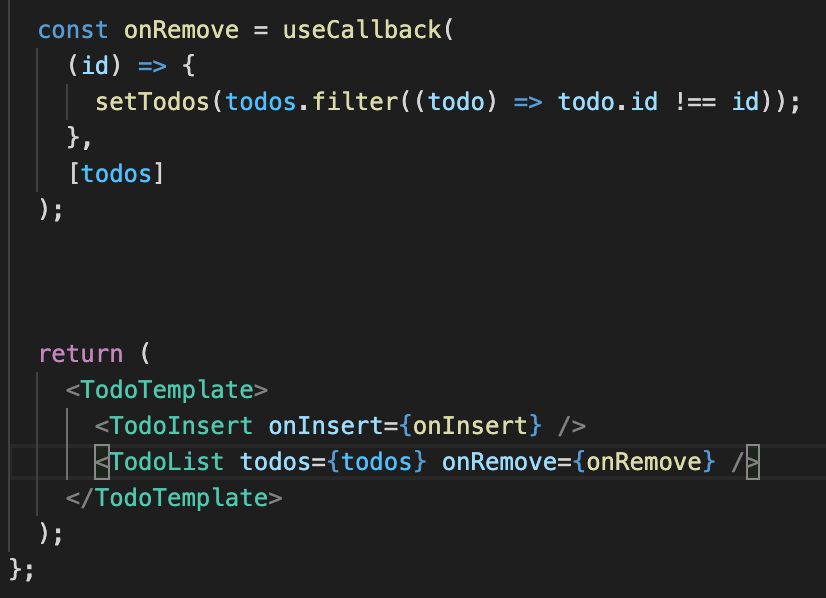 const onRemove = useCallback(
(id) => {
setTodos(todos.filter((todo) => todo.id !== id));
},
[todos]
);
return (
<TodoTemplate>
<TodoInsert onInsert={onInsert} />
<TodoList todos={todos} onRemove={onRemove} />
</TodoTemplate>
);
};